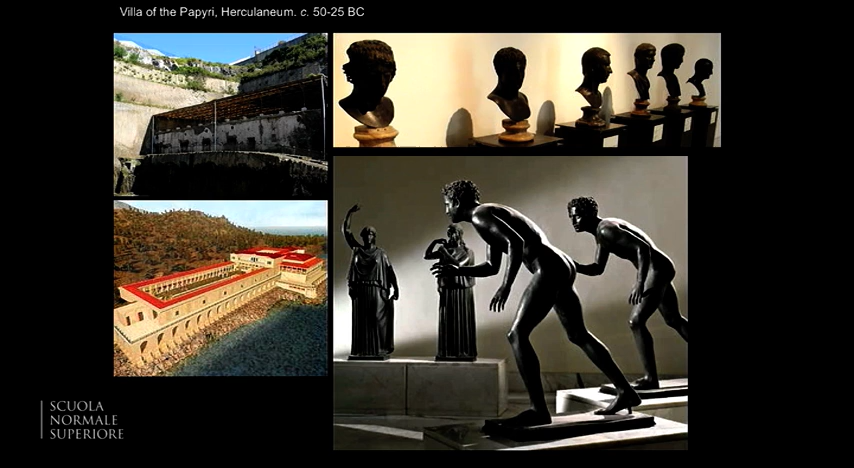 Villa of the Papyri, Herculaneum. c. 50-25 BC
SCUOLA
NORMALE
SUPERIORE